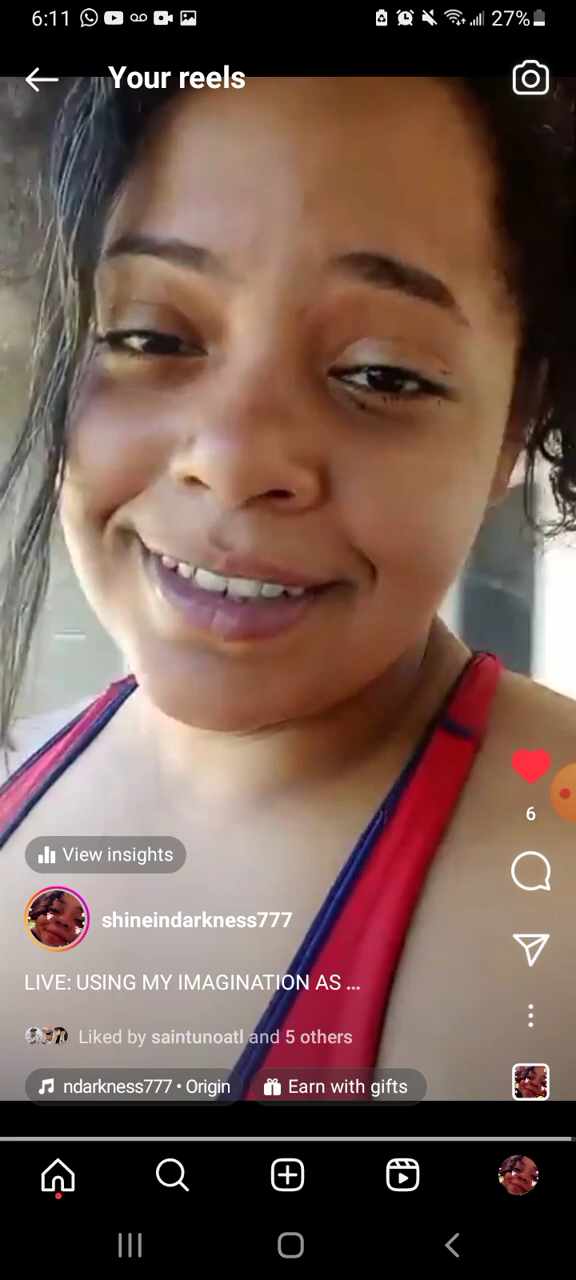 6:11
27%
Your reels
6
View insights
shineindarkness777
LIVE: USING MY IMAGINATION AS ...
Liked by saintunoatl and 5 others
ndarkness777 • Origin
Earn with gifts